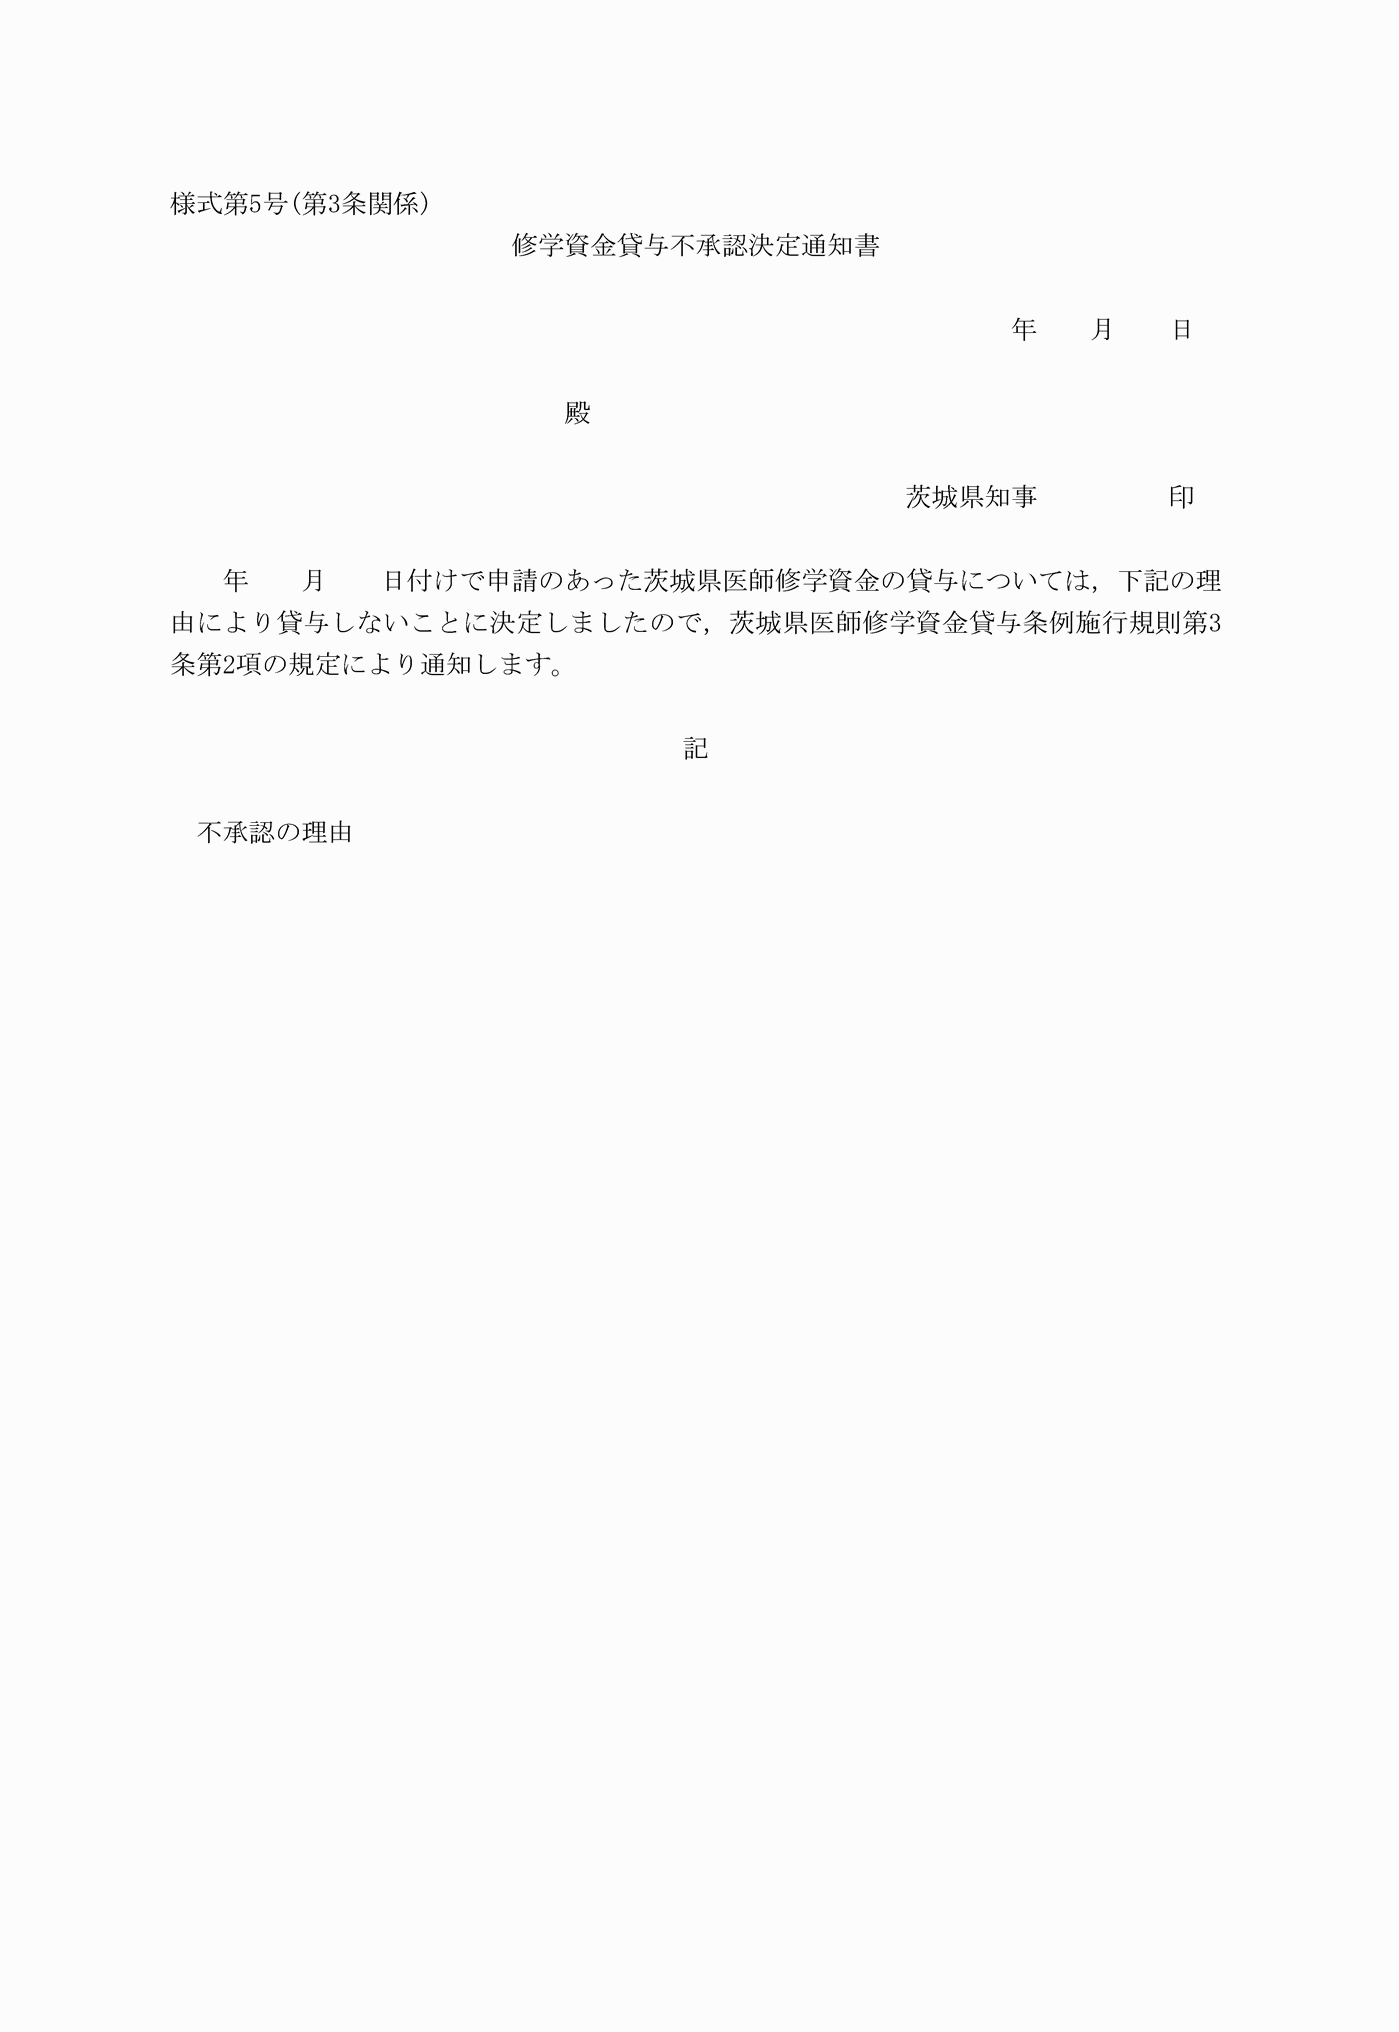 様式第5号(第3条関係)
修学資金貸与不承認決定通知書
年　　月　　日
殿
茨城県知事　　　　　印
年　　月　　日付けで申請のあった茨城県医師修学資金の貸与については，下記の理
由により貸与しないことに決定しましたので，茨城県医師修学資金貸与条例施行規則第3
条第2項の規定により通知します。
記
不承認の理由